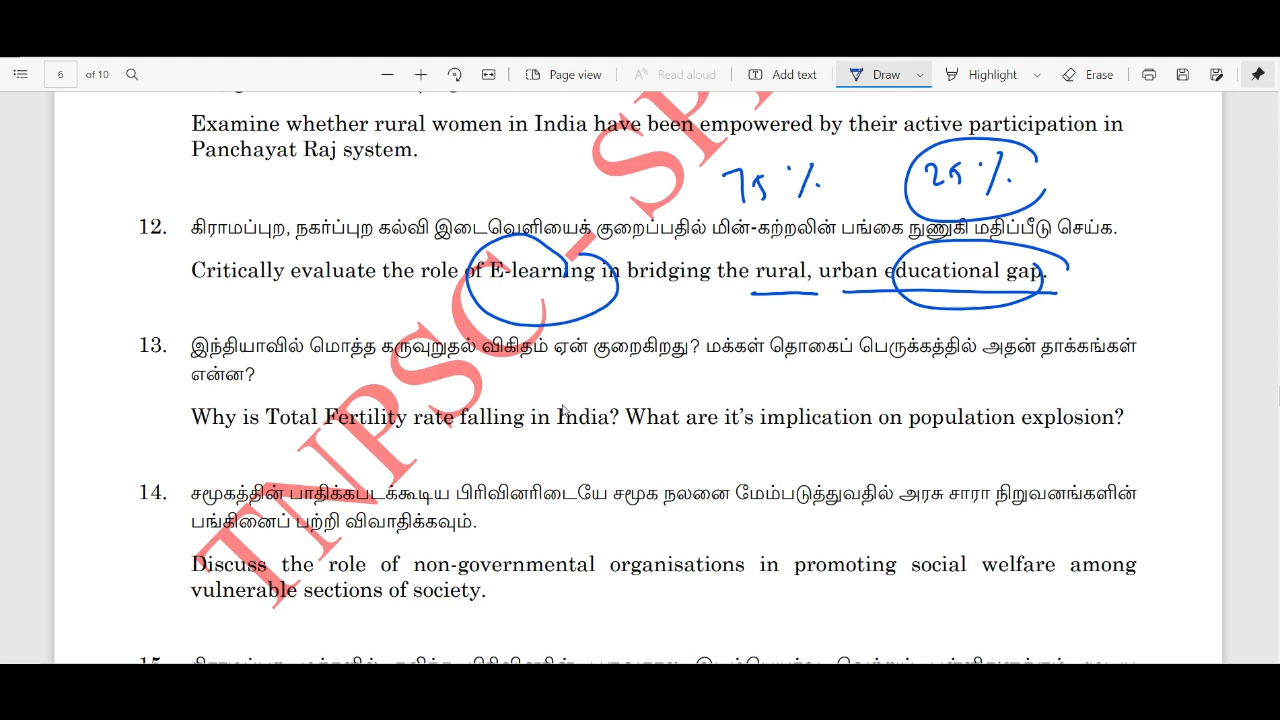 6 of 10 Page view Read aloud Add text Draw Highlight Erase
Examine whether rural women in India have been empowered by their active participation in
Panchayat Raj system.
75 % 25 %
12. கிராமப்புற, நகர்ப்புற கல்வி இடைவெளியைக் குறைப்பதில் மின்-கற்றலின் பங்கை நுணுகி மதிப்பீடு செய்க.
Critically evaluate the role of E-learning in bridging the rural, urban educational gap.
13. இந்தியாவில் மொத்த கருவுறுதல் விகிதம் ஏன் குறைகிறது? மக்கள் தொகைப் பெருக்கத்தில் அதன் தாக்கங்கள்
என்ன?
Why is Total Fertility rate falling in India? What are it's implication on population explosion?
14. சமூகத்தின் பாதிக்கபடக்கூடிய பிரிவினரிடையே சமூக நலனை மேம்படுத்துவதில் அரசு சாரா நிறுவனங்களின்
பங்கினைப் பற்றி விவாதிக்கவும்.
Discuss the role of non-governmental organisations in promoting social welfare among
vulnerable sections of society.
15.
TNPSC - SP